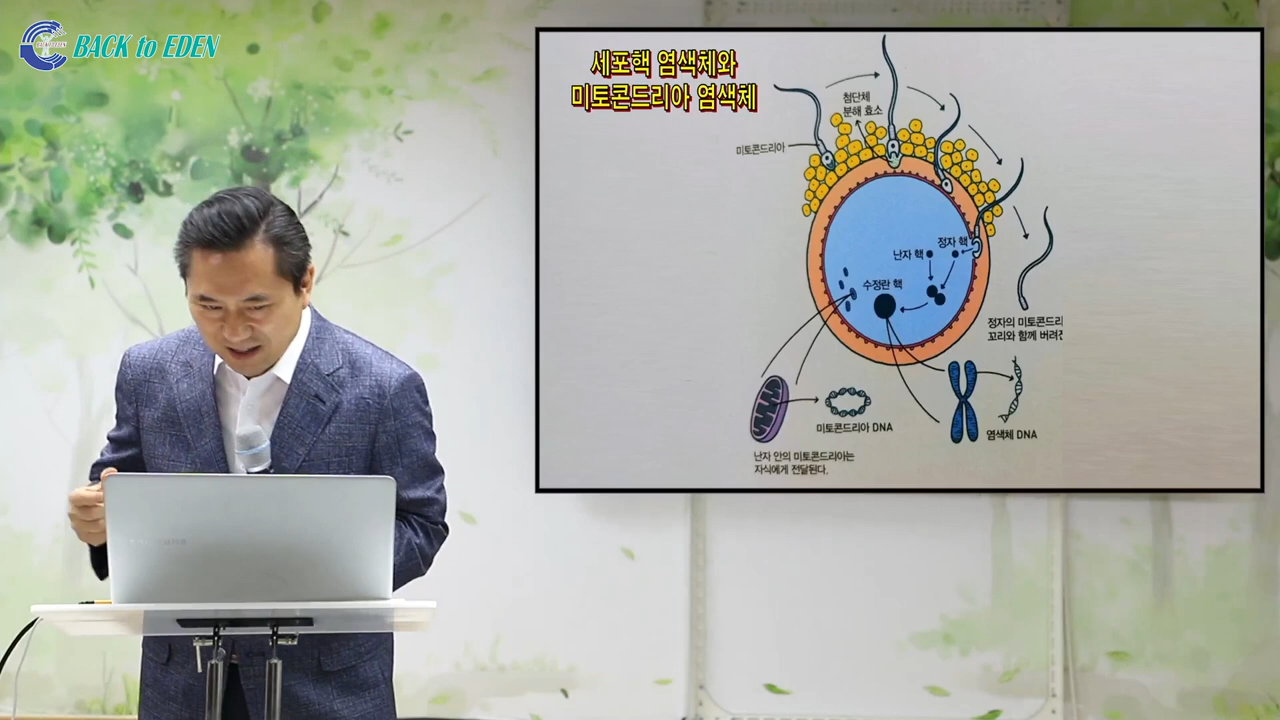 BACK to EDEN
세포핵 염색체와
미토콘드리아 염색체
첨단체
분해 효소
미토콘드리아
정자 핵
난자 핵
수정란 핵
정자의 미토콘드리
꼬리와 함께 버려진
미토콘드리아 DNA
염색체 DNA
난자 안의 미토콘드리아는
자식에게 전달된다.